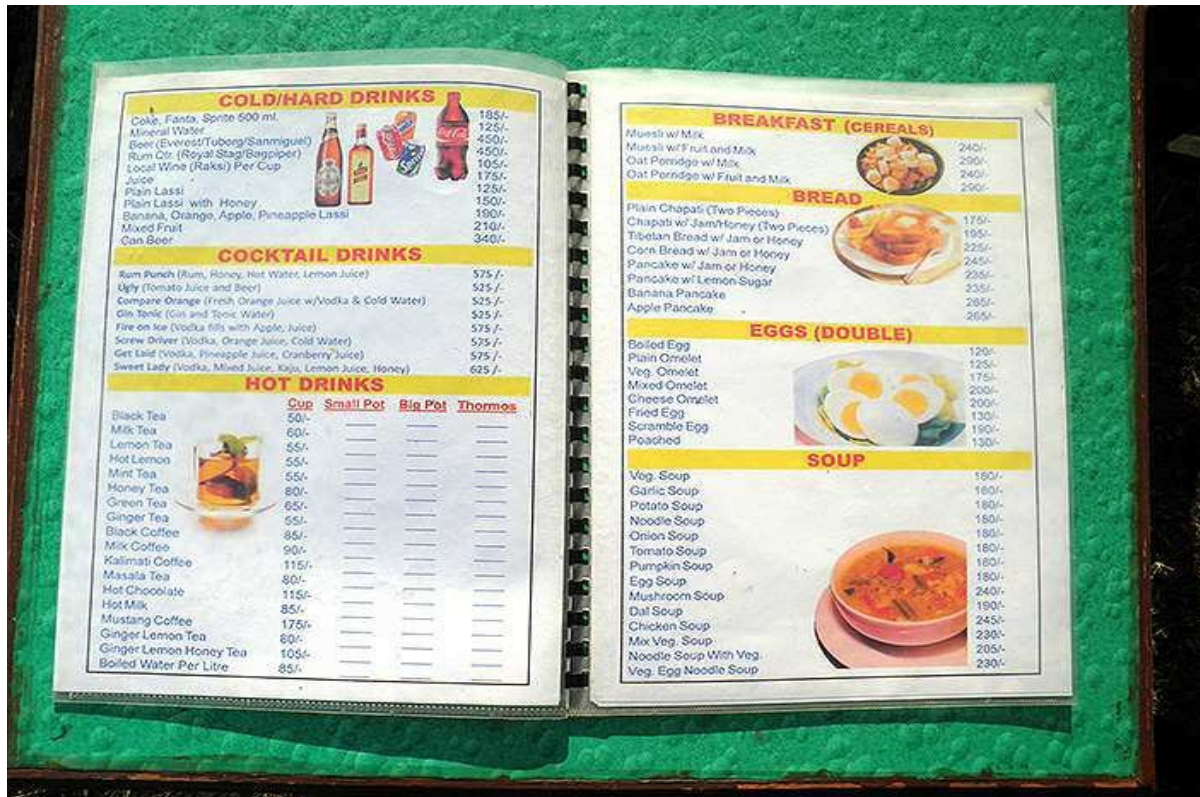 COLD/HARD DRINKS
Coke, Fanta, Sprite 500 ml. 185/-
Mineral Water 125/-
Beer (Everest/Tuborg/Sanmiguel) 450/-
Rum Qtr. (Royal Stag/Bagpiper) 450/-
Local Wine (Raksi) Per Cup 105/-
Juice 175/-
Plain Lassi 125/-
Plain Lassi with Honey 150/-
Banana, Orange, Apple, Pineapple Lassi 190/-
Mixed Fruit 210/-
Can Beer 340/-
COCKTAIL DRINKS
Rum Punch (Rum, Honey, Hot Water, Lemon Juice) 575 /-
Ugly (Tomato Juice and Beer) 525 /-
Compare Orange (Fresh Orange Juice w/Vodka & Cold Water) 525 /-
Gin Tonic (Gin and Tonic Water) 525 /-
Fire on Ice (Vodka fills with Apple, Juice) 575 /-
Screw Driver (Vodka, Orange Juice, Cold Water) 575 /-
Get Laid (Vodka, Pineapple Juice, Cranberry Juice) 575 /-
Sweet Lady (Vodka, Mixed Juice, Kaju, Lemon Juice, Honey) 625 /-
HOT DRINKS
Cup Small Pot Big Pot Thormos
Black Tea 50/-
Milk Tea 60/-
Lemon Tea 55/-
Hot Lemon 55/-
Mint Tea 55/-
Honey Tea 80/-
Green Tea 65/-
Ginger Tea 55/-
Black Coffee 85/-
Milk Coffee 90/-
Kalimati Coffee 115/-
Masala Tea 80/-
Hot Chocolate 115/-
Hot Milk 85/-
Mustang Coffee 175/-
Ginger Lemon Tea 80/-
Ginger Lemon Honey Tea 105/-
Boiled Water Per Litre 85/-
BREAKFAST (CEREALS)
Muesli w/ Milk 240/-
Muesli w/ Fruit and Milk 290/-
Oat Porridge w/ Milk 240/-
Oat Porridge w/ Fruit and Milk 290/-
BREAD
Plain Chapati (Two Pieces) 175/-
Chapati w/ Jam/Honey (Two Pieces) 195/-
Tibetan Bread w/ Jam or Honey 225/-
Corn Bread w/ Jam or Honey 245/-
Pancake w/ Jam or Honey 235/-
Pancake w/ Lemon Sugar 235/-
Banana Pancake 265/-
Apple Pancake 265/-
EGGS (DOUBLE)
Boiled Egg 120/-
Plain Omelet 125/-
Veg. Omelet 175/-
Mixed Omelet 200/-
Cheese Omelet 200/-
Fried Egg 130/-
Scramble Egg 190/-
Poached 130/-
SOUP
Veg. Soup 180/-
Garlic Soup 180/-
Potato Soup 180/-
Noodle Soup 180/-
Onion Soup 180/-
Tomato Soup 180/-
Pumpkin Soup 180/-
Egg Soup 180/-
Mushroom Soup 240/-
Dal Soup 190/-
Chicken Soup 245/-
Mix Veg. Soup 230/-
Noodle Soup With Veg. 205/-
Veg. Egg Noodle Soup 230/-